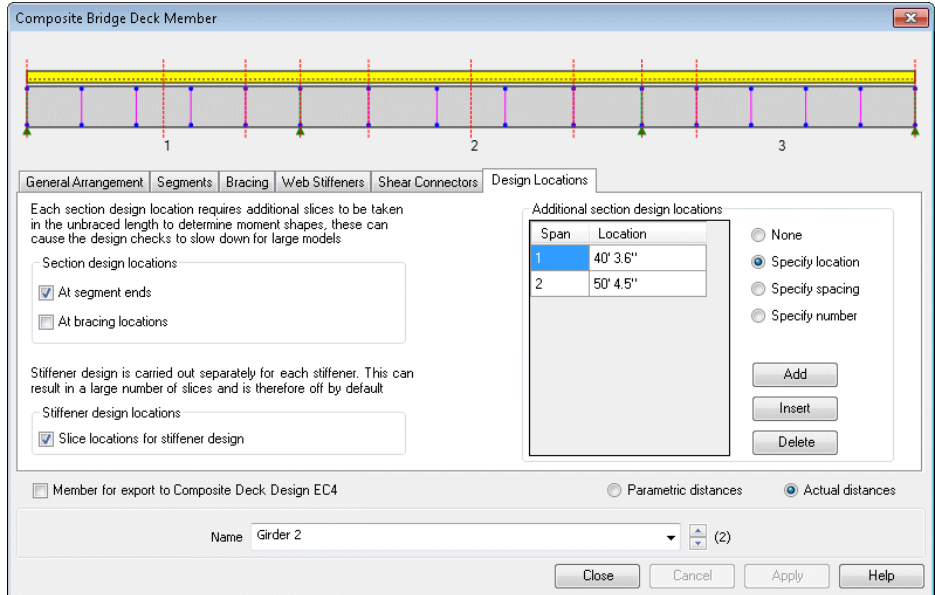 Composite Bridge Deck Member
1 2 3
General Arrangement Segments Bracing Web Stiffeners Shear Connectors Design Locations
Each section design location requires additional slices to be taken
in the unbraced length to determine moment shapes, these can
cause the design checks to slow down for large models
Section design locations
At segment ends
At bracing locations
Stiffener design is carried out separately for each stiffener. This can
result in a large number of slices and is therefore off by default
Stiffener design locations
Slice locations for stiffener design
Additional section design locations
Span Location
1 40' 3.6''
2 50' 4.5''
None
Specify location
Specify spacing
Specify number
Add
Insert
Delete
Member for export to Composite Deck Design EC4
Parametric distances
Actual distances
Name Girder 2 (2)
Close Cancel Apply Help